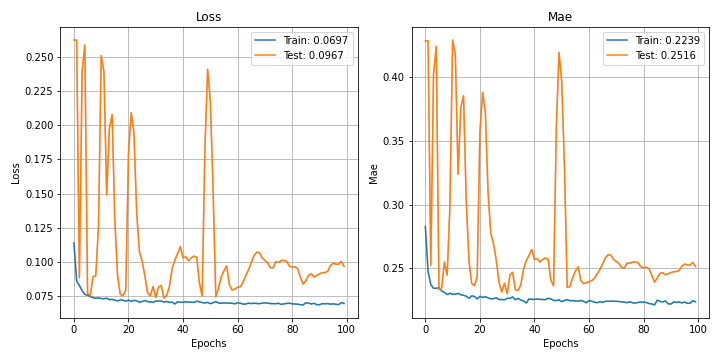 Loss
Train: 0.0697
Test: 0.0967
0.250
0.225
0.200
0.175
0.150
0.125
0.100
0.075
Loss
0
20
40
60
80
100
Epochs
Mae
Train: 0.2239
Test: 0.2516
0.40
0.35
0.30
0.25
Mae
0
20
40
60
80
100
Epochs